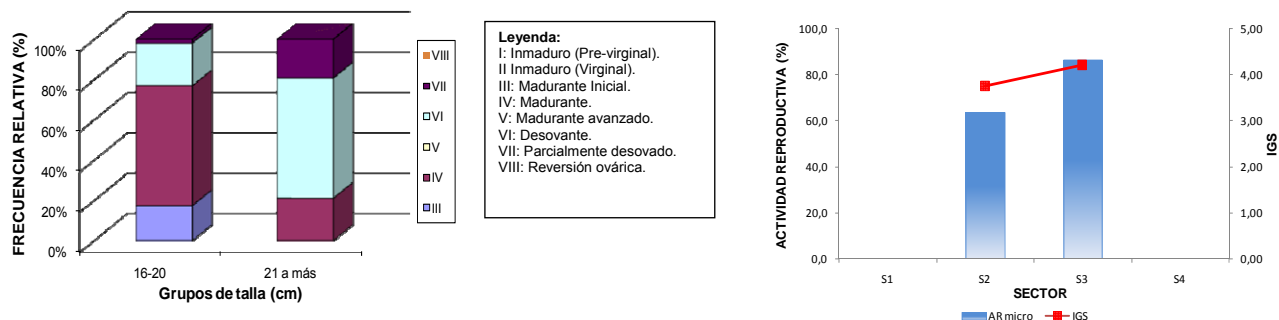 FRECUENCIA RELATIVA (%)
100%
80%
60%
40%
20%
0%
16-20
21 a más
Grupos de talla (cm)
VIII
VII
VI
V
IV
III
Leyenda:
I: Inmaduro (Pre-virginal).
II Inmaduro (Virginal).
III: Madurante Inicial.
IV: Madurante.
V: Madurante avanzado.
VI: Desovante.
VII: Parcialmente desovado.
VIII: Reversión ovárica.
ACTIVIDAD REPRODUCTIVA (%)
100,0
80,0
60,0
40,0
20,0
0,0
S1
S2
S3
S4
SECTOR
5,00
4,00
3,00
2,00
1,00
0,00
IGS
AR micro
IGS